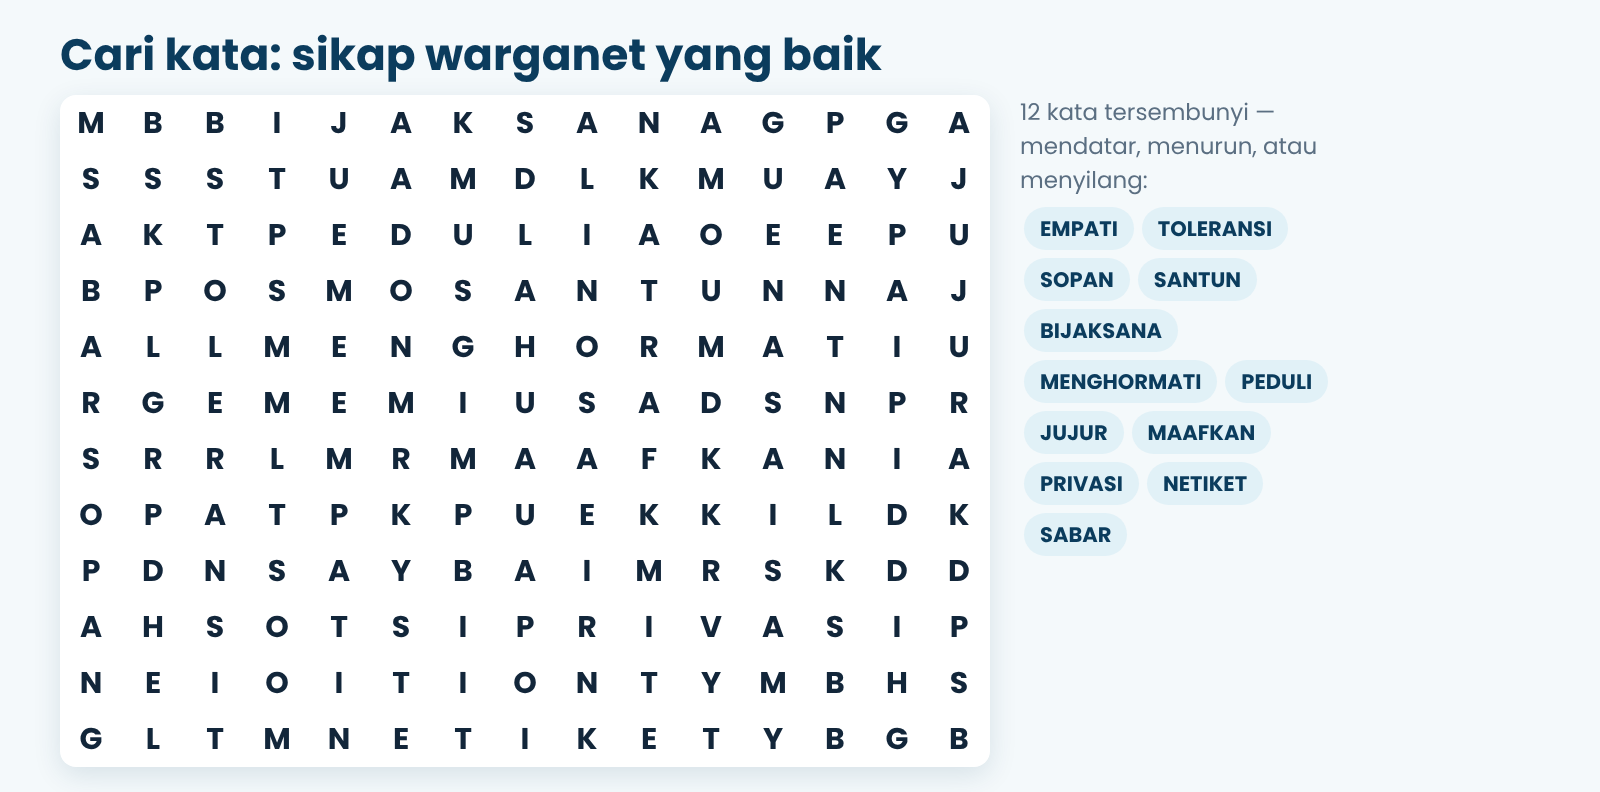 Cari kata: sikap warganet yang baik
M B B I J A K S A N A G P G A
S S S T U A M D L K M U A Y J
A K T P E D U L I A O E E P U
B P O S M O S A N T U N N A J
A L L M E N G H O R M A T I U
R G E M E M I U S A D S N P R
S R R L M R M A A F K A N I A
O P A T P K P U E K K I L D K
P D N S A Y B A I M R S K D D
A H S O T S I P R I V A S I P
N E I O I T I O N T Y M B H S
G L T M N E T I K E T Y B G B
12 kata tersembunyi —
mendatar, menurun, atau
menyilang:
EMPATI TOLERANSI
SOPAN SANTUN
BIJAKSANA
MENGHORMATI PEDULI
JUJUR MAAFKAN
PRIVASI NETIKET
SABAR